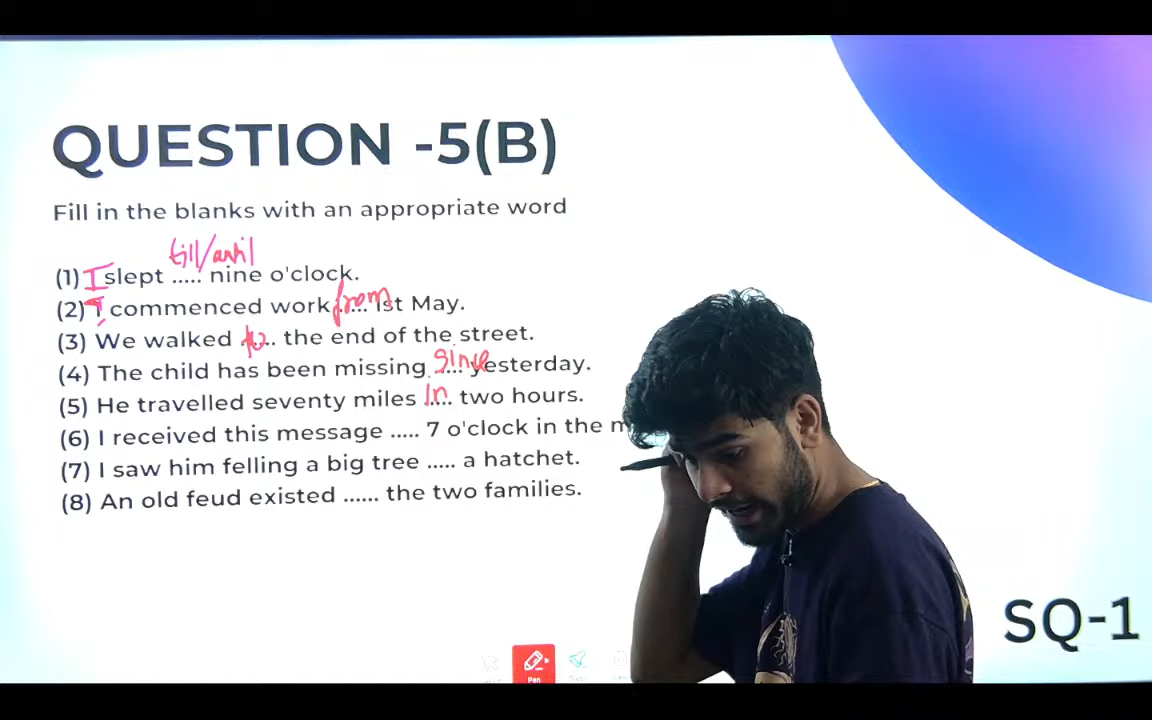 QUESTION -5(B)
Fill in the blanks with an appropriate word
till/until
(1) I slept ..... nine o'clock.
(2) I commenced work from .... 1st May.
(3) We walked to .... the end of the street.
(4) The child has been missing since .... yesterday.
(5) He travelled seventy miles in .... two hours.
(6) I received this message ..... 7 o'clock in the m
(7) I saw him felling a big tree ..... a hatchet.
(8) An old feud existed ...... the two families.
SQ-1
Pen